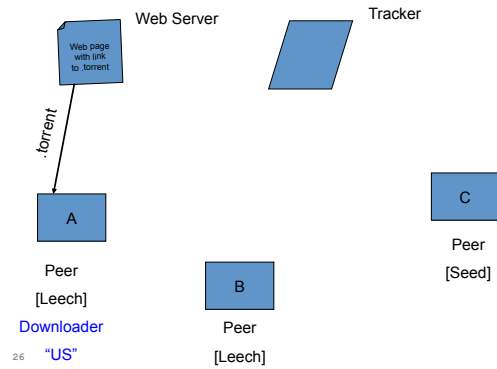 Web Server
Tracker
Web page
with link
to .torrent
.torrent
A
C
Peer
[Seed]
B
Peer
[Leech]
Downloader
"US"
Peer
[Leech]
26